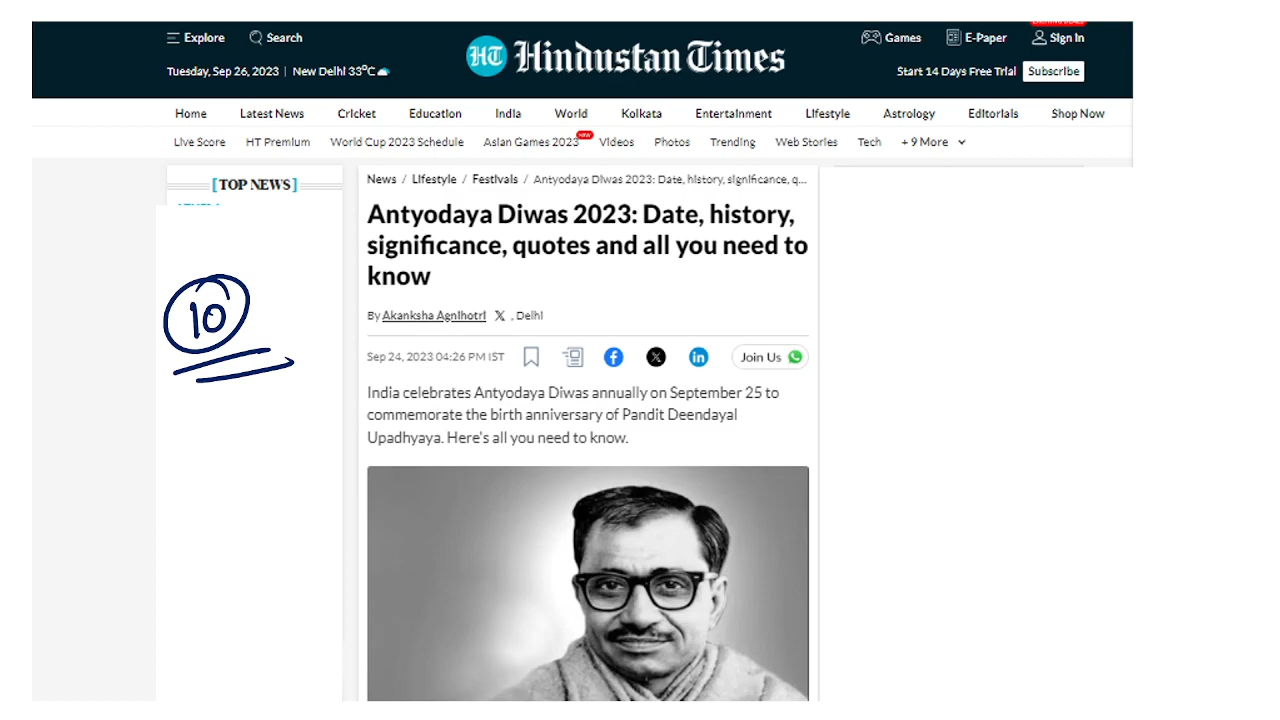 Explore Search
HT Hindustan Times
Games E-Paper Sign In
Tuesday, Sep 26, 2023 | New Delhi 33°C
Start 14 Days Free Trial Subscribe
Home Latest News Cricket Education India World Kolkata Entertainment Lifestyle Astrology Editorials Shop Now
Live Score HT Premium World Cup 2023 Schedule Asian Games 2023 NEW Videos Photos Trending Web Stories Tech + 9 More
[TOP NEWS]
News / Lifestyle / Festivals / Antyodaya Diwas 2023: Date, history, significance, q...
Antyodaya Diwas 2023: Date, history,
significance, quotes and all you need to
know
10
By Akanksha Agnihotri X , Delhi
Sep 24, 2023 04:26 PM IST
Join Us
India celebrates Antyodaya Diwas annually on September 25 to
commemorate the birth anniversary of Pandit Deendayal
Upadhyaya. Here's all you need to know.